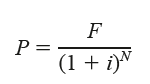 P = F / (1 + i)^N